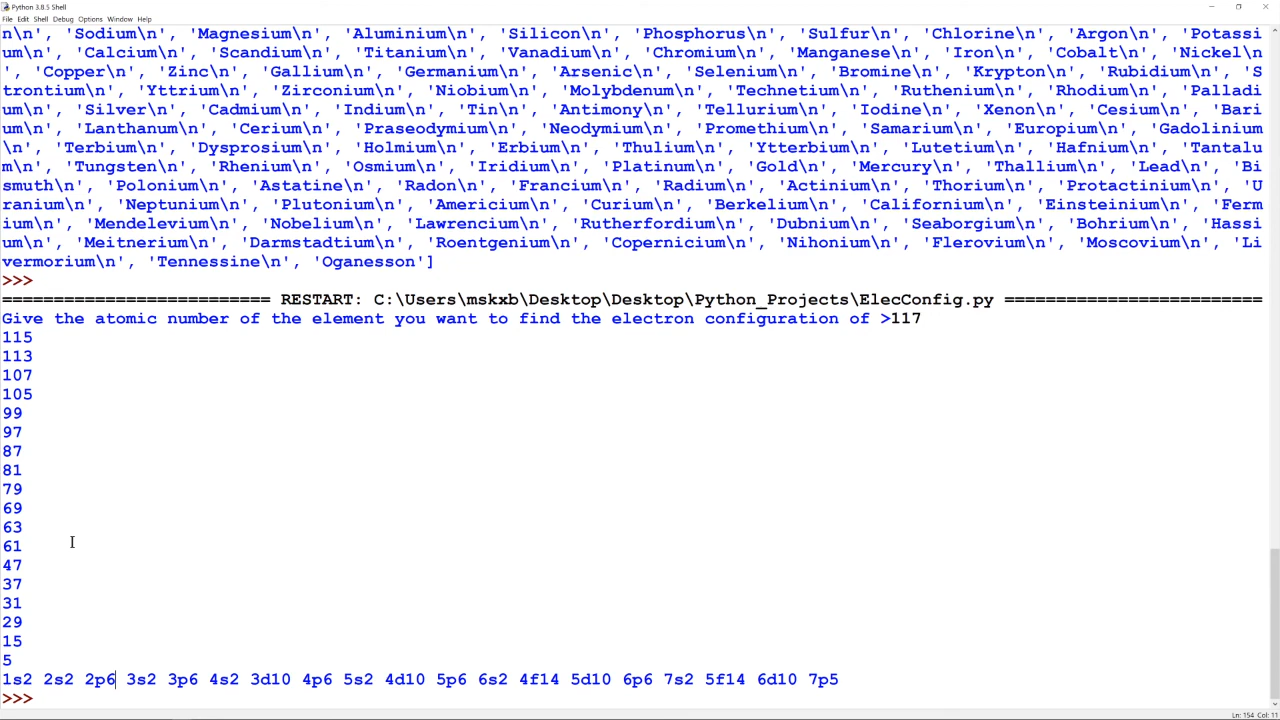 Python 3.8.5 Shell
File Edit Shell Debug Options Window Help
n\n', 'Sodium\n', 'Magnesium\n', 'Aluminium\n', 'Silicon\n', 'Phosphorus\n', 'Sulfur\n', 'Chlorine\n', 'Argon\n', 'Potassi
um\n', 'Calcium\n', 'Scandium\n', 'Titanium\n', 'Vanadium\n', 'Chromium\n', 'Manganese\n', 'Iron\n', 'Cobalt\n', 'Nickel\n
', 'Copper\n', 'Zinc\n', 'Gallium\n', 'Germanium\n', 'Arsenic\n', 'Selenium\n', 'Bromine\n', 'Krypton\n', 'Rubidium\n', 'S
trontium\n', 'Yttrium\n', 'Zirconium\n', 'Niobium\n', 'Molybdenum\n', 'Technetium\n', 'Ruthenium\n', 'Rhodium\n', 'Palladi
um\n', 'Silver\n', 'Cadmium\n', 'Indium\n', 'Tin\n', 'Antimony\n', 'Tellurium\n', 'Iodine\n', 'Xenon\n', 'Cesium\n', 'Bari
um\n', 'Lanthanum\n', 'Cerium\n', 'Praseodymium\n', 'Neodymium\n', 'Promethium\n', 'Samarium\n', 'Europium\n', 'Gadolinium
\n', 'Terbium\n', 'Dysprosium\n', 'Holmium\n', 'Erbium\n', 'Thulium\n', 'Ytterbium\n', 'Lutetium\n', 'Hafnium\n', 'Tantalu
m\n', 'Tungsten\n', 'Rhenium\n', 'Osmium\n', 'Iridium\n', 'Platinum\n', 'Gold\n', 'Mercury\n', 'Thallium\n', 'Lead\n', 'Bi
smuth\n', 'Polonium\n', 'Astatine\n', 'Radon\n', 'Francium\n', 'Radium\n', 'Actinium\n', 'Thorium\n', 'Protactinium\n', 'U
ranium\n', 'Neptunium\n', 'Plutonium\n', 'Americium\n', 'Curium\n', 'Berkelium\n', 'Californium\n', 'Einsteinium\n', 'Ferm
ium\n', 'Mendelevium\n', 'Nobelium\n', 'Lawrencium\n', 'Rutherfordium\n', 'Dubnium\n', 'Seaborgium\n', 'Bohrium\n', 'Hassi
um\n', 'Meitnerium\n', 'Darmstadtium\n', 'Roentgenium\n', 'Copernicium\n', 'Nihonium\n', 'Flerovium\n', 'Moscovium\n', 'Li
vermorium\n', 'Tennessine\n', 'Oganesson']
>>>
========================== RESTART: C:\Users\mskxb\Desktop\Desktop\Python_Projects\ElecConfig.py =========================
Give the atomic number of the element you want to find the electron configuration of >117
115
113
107
105
99
97
87
81
79
69
63
61
47
37
31
29
15
5
1s2 2s2 2p6 3s2 3p6 4s2 3d10 4p6 5s2 4d10 5p6 6s2 4f14 5d10 6p6 7s2 5f14 6d10 7p5
>>>
Ln: 154 Col: 11